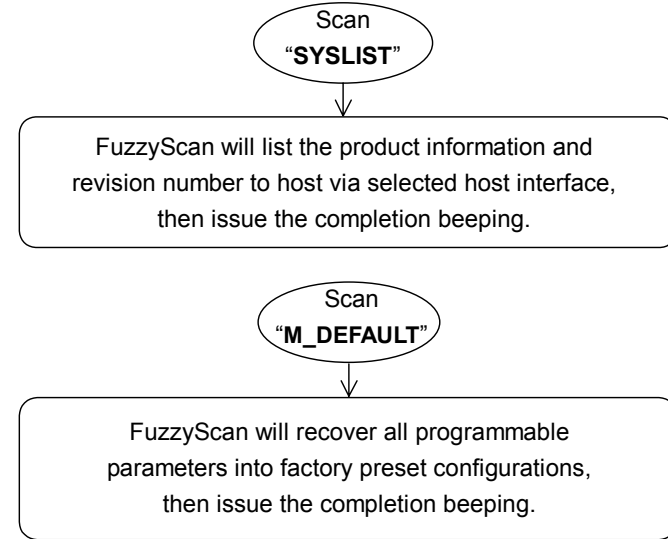 Scan
“SYSLIST”
FuzzyScan will list the product information and
revision number to host via selected host interface,
then issue the completion beeping.
Scan
“M_DEFAULT”
FuzzyScan will recover all programmable
parameters into factory preset configurations,
then issue the completion beeping.